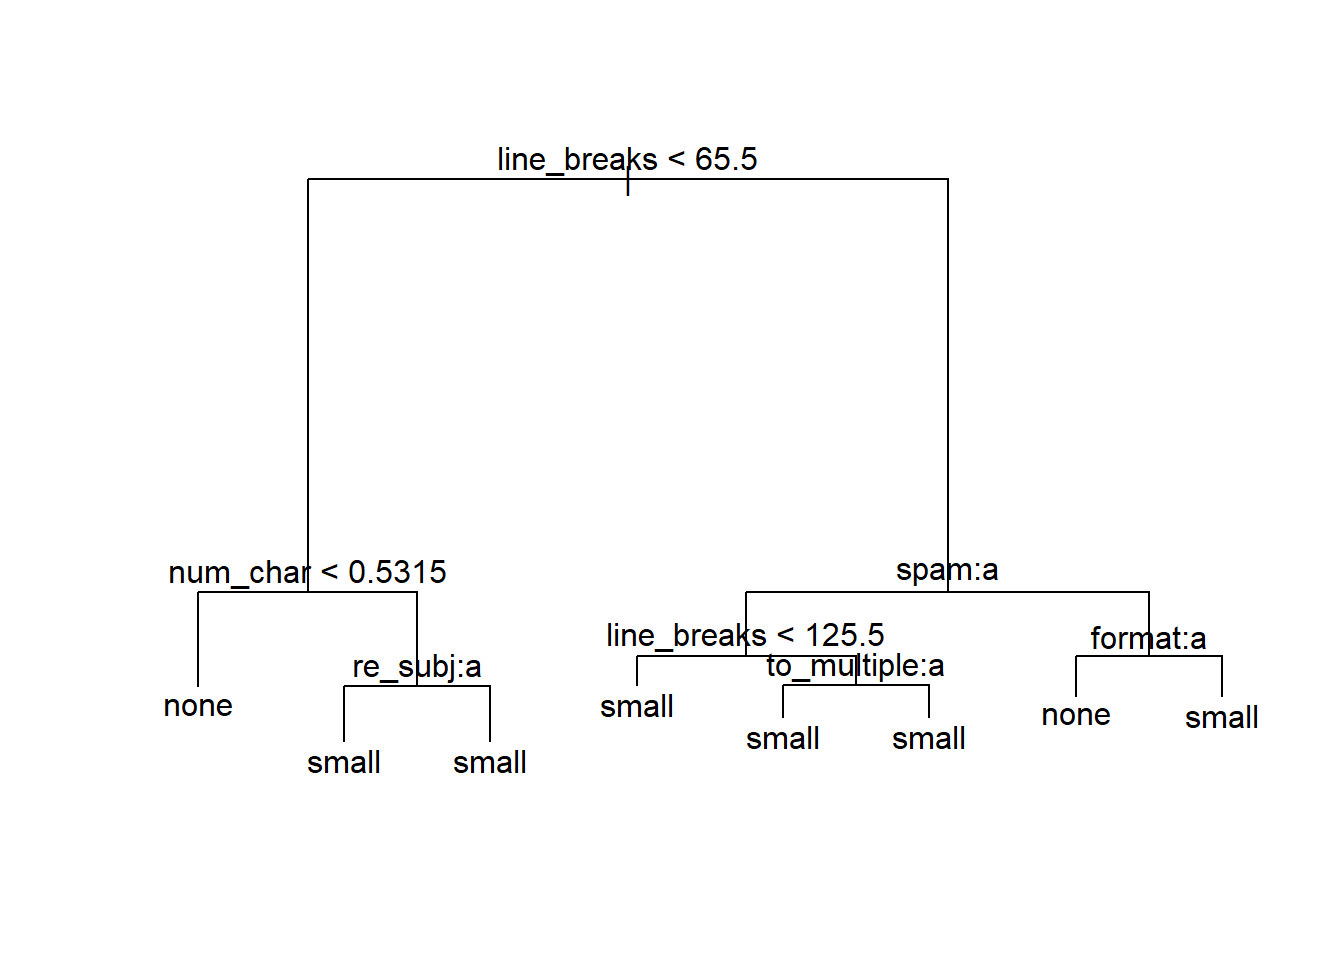 line_breaks < 65.5
num_char < 0.5315
spam:a
line_breaks < 125.5
format:a
re_subj:a
to_multiple:a
none
small
none
small
small
small
small
small